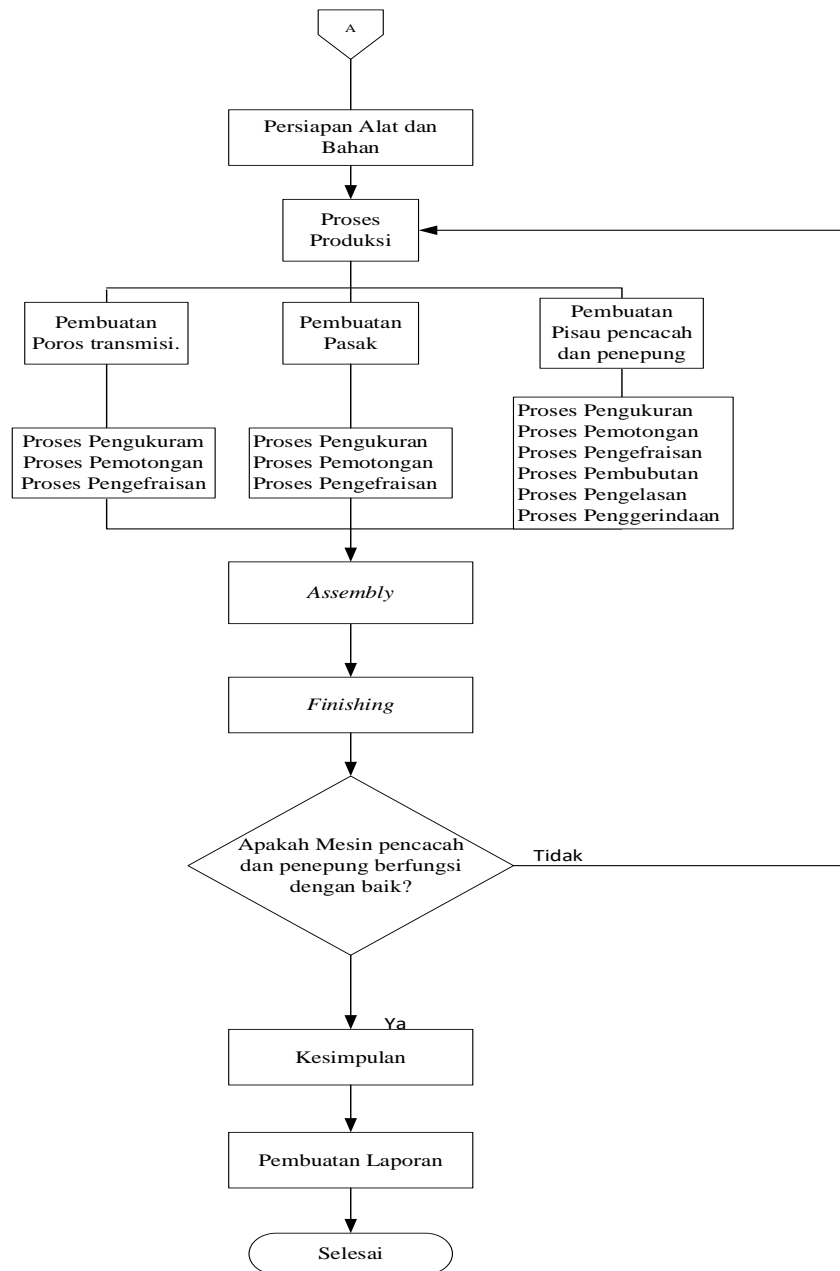 A
Persiapan Alat dan
Bahan
Proses
Produksi
Pembuatan
Poros transmisi.
Pembuatan
Pasak
Pembuatan
Pisau pencacah
dan penepung
Proses Pengukuram
Proses Pemotongan
Proses Pengefraisan
Proses Pengukuran
Proses Pemotongan
Proses Pengefraisan
Proses Pengukuran
Proses Pemotongan
Proses Pengefraisan
Proses Pembubutan
Proses Pengelasan
Proses Penggerindaan
Assembly
Finishing
Apakah Mesin pencacah
dan penepung berfungsi
dengan baik?
Tidak
Ya
Kesimpulan
Pembuatan Laporan
Selesai